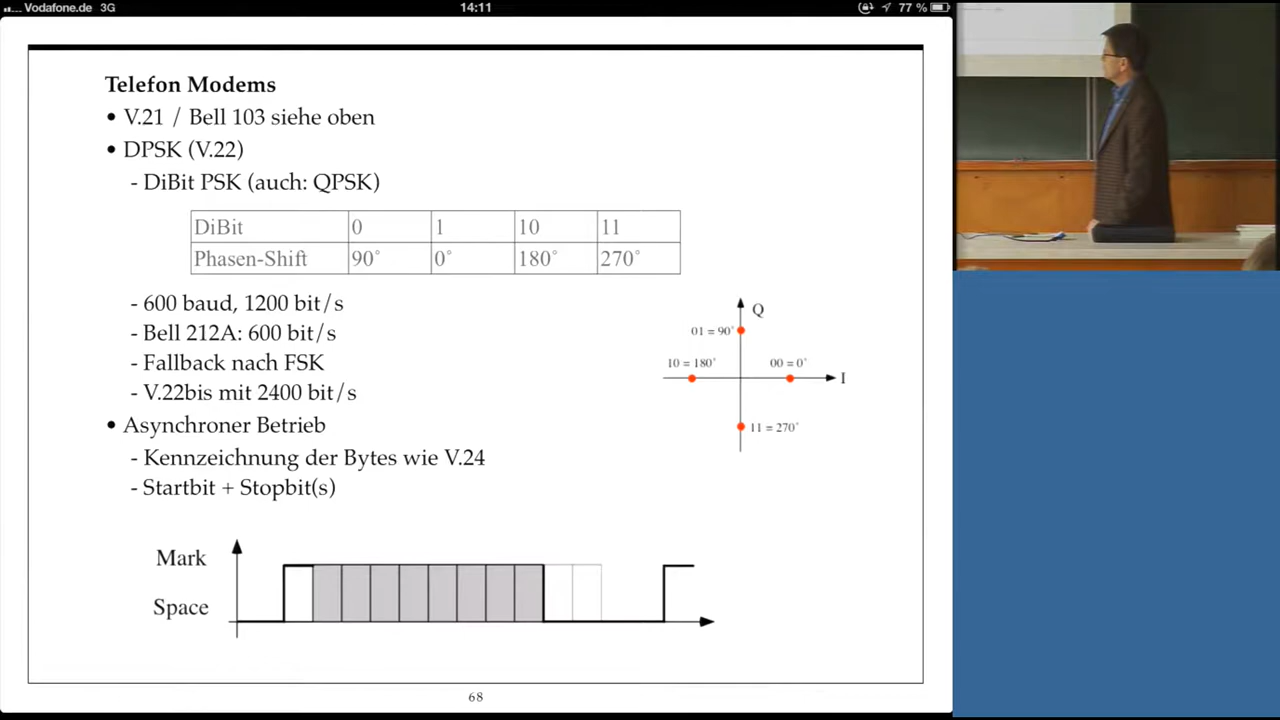 Vodafone.de 3G 14:11 77 %
Telefon Modems
• V.21 / Bell 103 siehe oben
• DPSK (V.22)
- DiBit PSK (auch: QPSK)
DiBit 0 1 10 11
Phasen-Shift 90° 0° 180° 270°
- 600 baud, 1200 bit/s
- Bell 212A: 600 bit/s
- Fallback nach FSK
- V.22bis mit 2400 bit/s
• Asynchroner Betrieb
- Kennzeichnung der Bytes wie V.24
- Startbit + Stopbit(s)
Q
01 = 90°
10 = 180° 00 = 0°
I
11 = 270°
Mark
Space
68